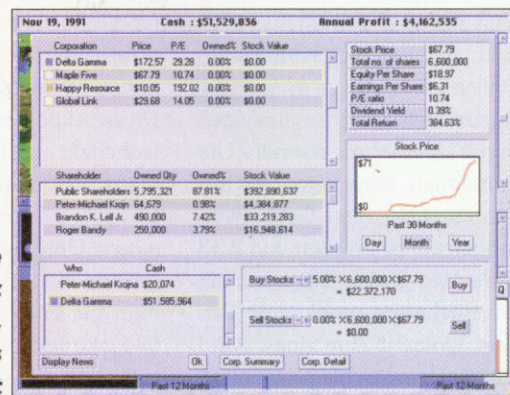 Nov 19, 1991 Cash : $51,529,836 Annual Profit : $4,162,535
Corporation Price P/E Owned% Stock Value
Delta Gamma $172.57 29.28 0.00% $0.00
Maple Five $67.79 10.74 0.00% $0.00
Happy Resource $10.05 192.02 0.00% $0.00
Global Link $29.68 14.05 0.00% $0.00
Stock Price $67.79
Total no. of shares 6,600,000
Equity Per Share $18.97
Earnings Per Share $6.31
P/E ratio 10.74
Dividend Yield 0.39%
Total Return 384.63%
Shareholder Owned Qty Owned% Stock Value
Public Shareholders 5,795,321 87.81% $392,890,637
Peter-Michael Krojn 64,679 0.98% $4,384,877
Brandon K. Leil Jr. 490,000 7.42% $33,219,283
Roger Bandy 250,000 3.79% $16,948,614
Stock Price
$71
$0
Past 30 Months
Day Month Year
Who Cash
Peter-Michael Krojna $20,074
Delta Gamma $51,585,964
Buy Stocks - + 5.00% X 6,600,000 X $67.79
= $22,372,170
Buy
Sell Stocks - + 0.00% X 6,600,000 X $67.79
= $0.00
Sell
Display News Ok Corp. Summary Corp. Detail
Past 12 Months Past 12 Months